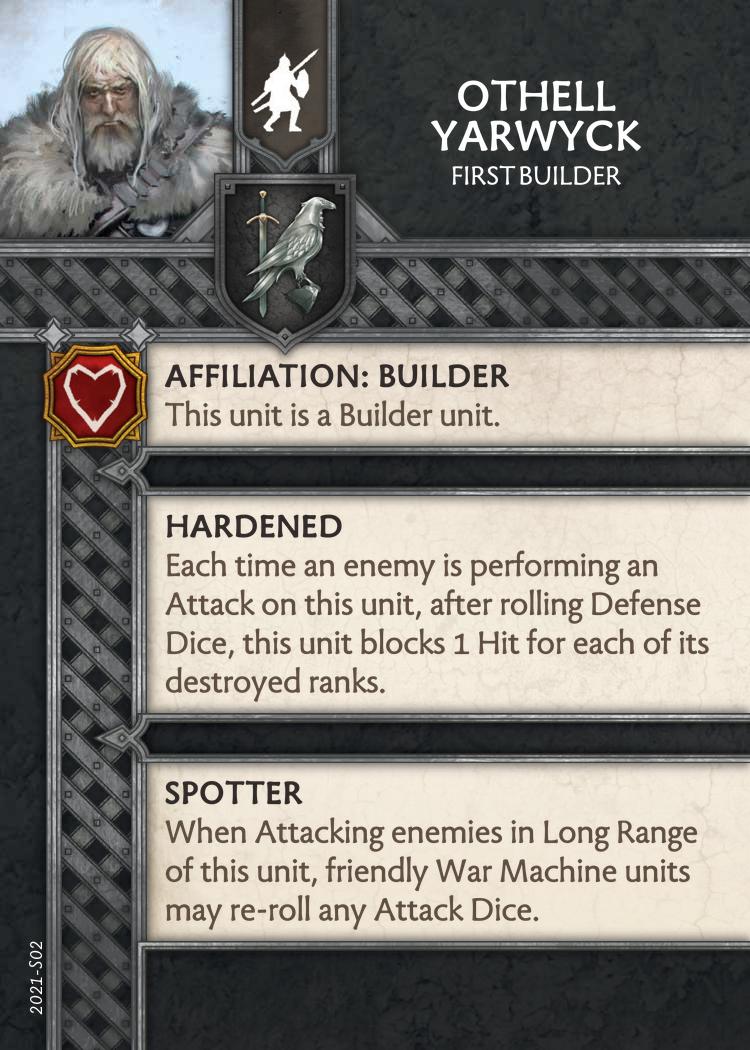 OTHELL
YARWYCK
FIRST BUILDER
AFFILIATION: BUILDER
This unit is a Builder unit.
HARDENED
Each time an enemy is performing an
Attack on this unit, after rolling Defense
Dice, this unit blocks 1 Hit for each of its
destroyed ranks.
SPOTTER
When Attacking enemies in Long Range
of this unit, friendly War Machine units
may re-roll any Attack Dice.
2021-S02